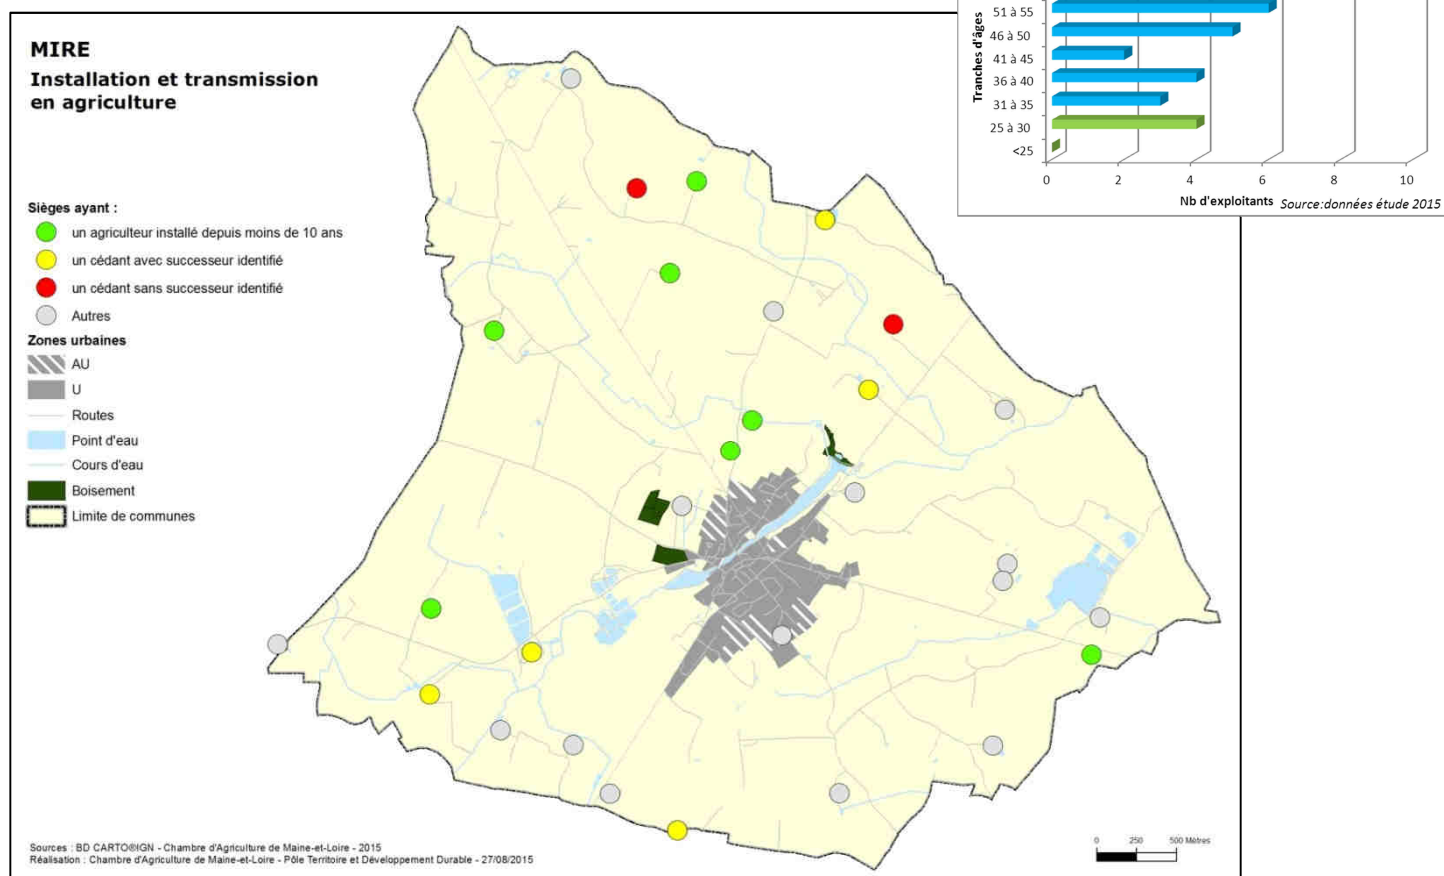 MIRE
Installation et transmission
en agriculture
Sièges ayant :
un agriculteur installé depuis moins de 10 ans
un cédant avec successeur identifié
un cédant sans successeur identifié
Autres
Zones urbaines
AU
U
Routes
Point d'eau
Cours d'eau
Boisement
Limite de communes
Sources : BD CARTO®IGN - Chambre d'Agriculture de Maine-et-Loire - 2015
Réalisation : Chambre d'Agriculture de Maine-et-Loire - Pôle Territoire et Développement Durable - 27/08/2015
0 250 500 Mètres
Tranches d'âges
51 à 55
46 à 50
41 à 45
36 à 40
31 à 35
25 à 30
<25
0 2 4 6 8 10
Nb d'exploitants Source:données étude 2015